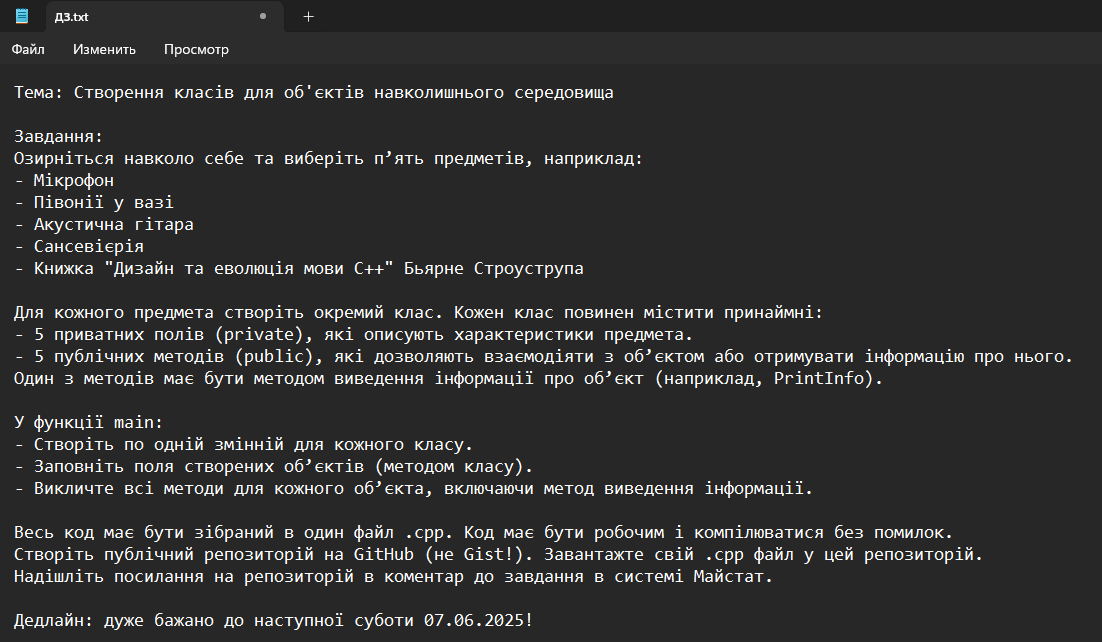 ДЗ.txt
Файл Изменить Просмотр
Тема: Створення класів для об'єктів навколишнього середовища
Завдання:
Озирніться навколо себе та виберіть п’ять предметів, наприклад:
- Мікрофон
- Півонії у вазі
- Акустична гітара
- Сансевієрія
- Книжка "Дизайн та еволюція мови C++" Бьярне Строуструпа
Для кожного предмета створіть окремий клас. Кожен клас повинен містити принаймні:
- 5 приватних полів (private), які описують характеристики предмета.
- 5 публічних методів (public), які дозволяють взаємодіяти з об’єктом або отримувати інформацію про нього.
Один з методів має бути методом виведення інформації про об’єкт (наприклад, PrintInfo).
У функції main:
- Створіть по одній змінній для кожного класу.
- Заповніть поля створених об’єктів (методом класу).
- Викличте всі методи для кожного об’єкта, включаючи метод виведення інформації.
Весь код має бути зібраний в один файл .cpp. Код має бути робочим і компілюватися без помилок.
Створіть публічний репозиторій на GitHub (не Gist!). Завантажте свій .cpp файл у цей репозиторій.
Надішліть посилання на репозиторій в коментар до завдання в системі Майстат.
Дедлайн: дуже бажано до наступної суботи 07.06.2025!